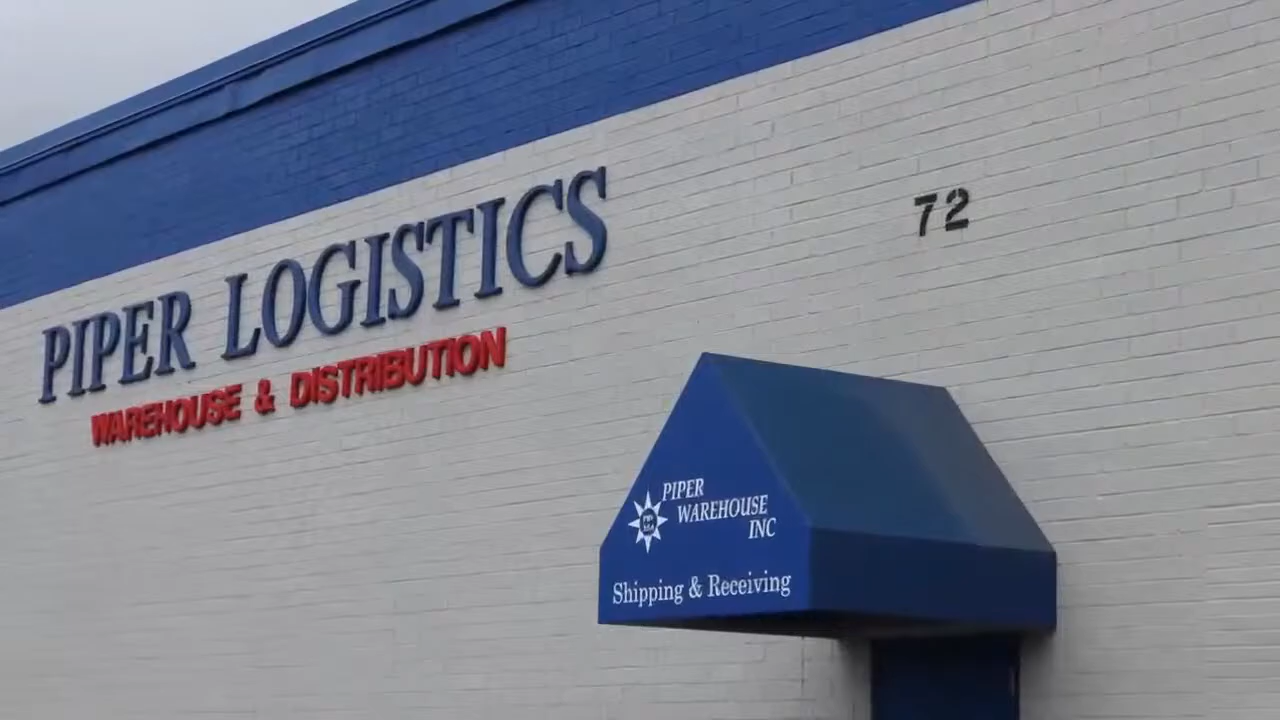 PIPER LOGISTICS
WAREHOUSE & DISTRIBUTION
72
PIPER
WAREHOUSE
INC
Shipping & Receiving